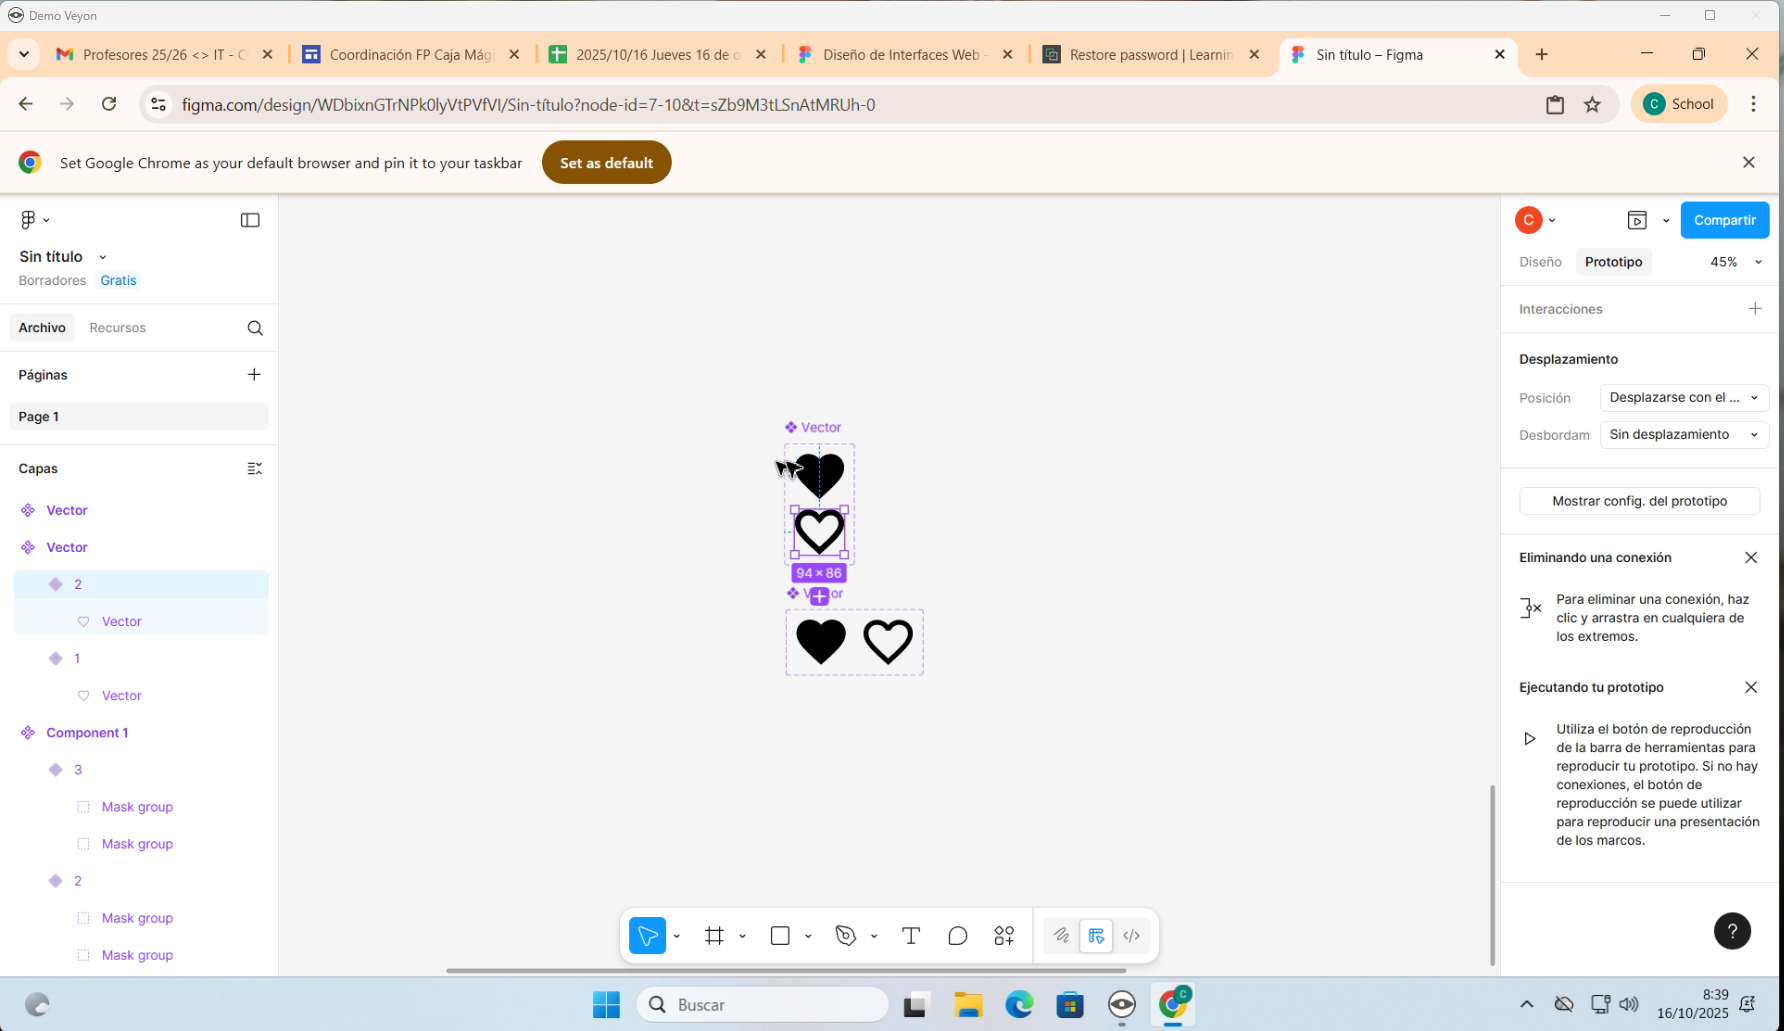 Demo Veyon
Profesores 25/26 <> IT - C
Coordinación FP Caja Mági
2025/10/16 Jueves 16 de o
Diseño de Interfaces Web -
Restore password | Learnin
Sin título – Figma
figma.com/design/WDbixnGTrNPk0lyVtPVfVI/Sin-título?node-id=7-10&t=sZb9M3tLSnAtMRUh-0
C School
Set Google Chrome as your default browser and pin it to your taskbar
Set as default
Sin título
Borradores Gratis
Archivo Recursos
Páginas
Page 1
Capas
Vector
Vector
2
Vector
1
Vector
Component 1
3
Mask group
Mask group
2
Mask group
Mask group
Vector
94 × 86
C
Compartir
Diseño Prototipo 45%
Interacciones
Desplazamiento
Posición Desplazarse con el ...
Desbordam Sin desplazamiento
Mostrar config. del prototipo
Eliminando una conexión
Para eliminar una conexión, haz
clic y arrastra en cualquiera de
los extremos.
Ejecutando tu prototipo
Utiliza el botón de reproducción
de la barra de herramientas para
reproducir tu prototipo. Si no hay
conexiones, el botón de
reproducción se puede utilizar
para reproducir una presentación
de los marcos.
?
Buscar
C
8:39
16/10/2025